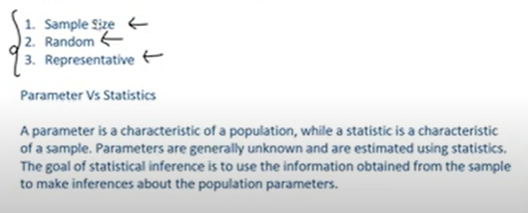 1. Sample Size
2. Random
3. Representative
Parameter Vs Statistics
A parameter is a characteristic of a population, while a statistic is a characteristic
of a sample. Parameters are generally unknown and are estimated using statistics.
The goal of statistical inference is to use the information obtained from the sample
to make inferences about the population parameters.